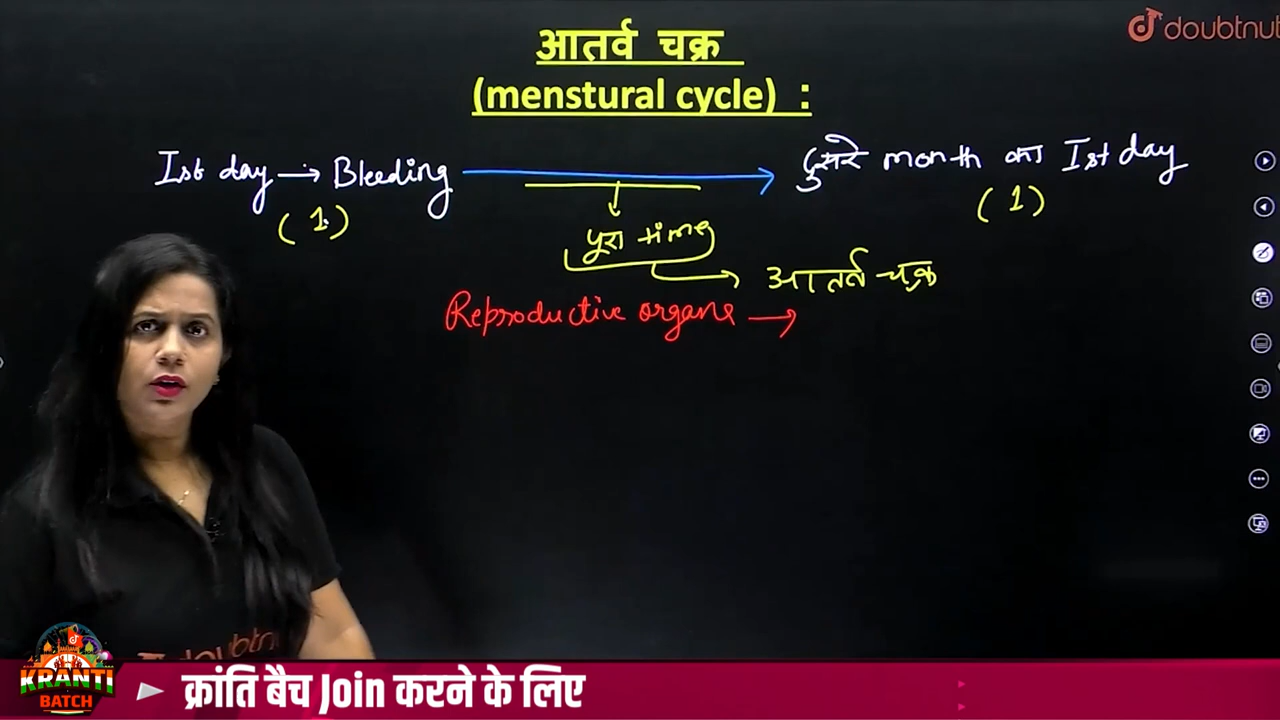 आतर्व चक्र
doubtnut
(menstural cycle) :
Ist day → Bleeding → दुसरे month का Ist day
(1) (1)
पूरा time
→ आतर्त चक्र
Reproductive organs →
doubtnu
KRANTI
BATCH
क्रांति बैच Join करने के लिए